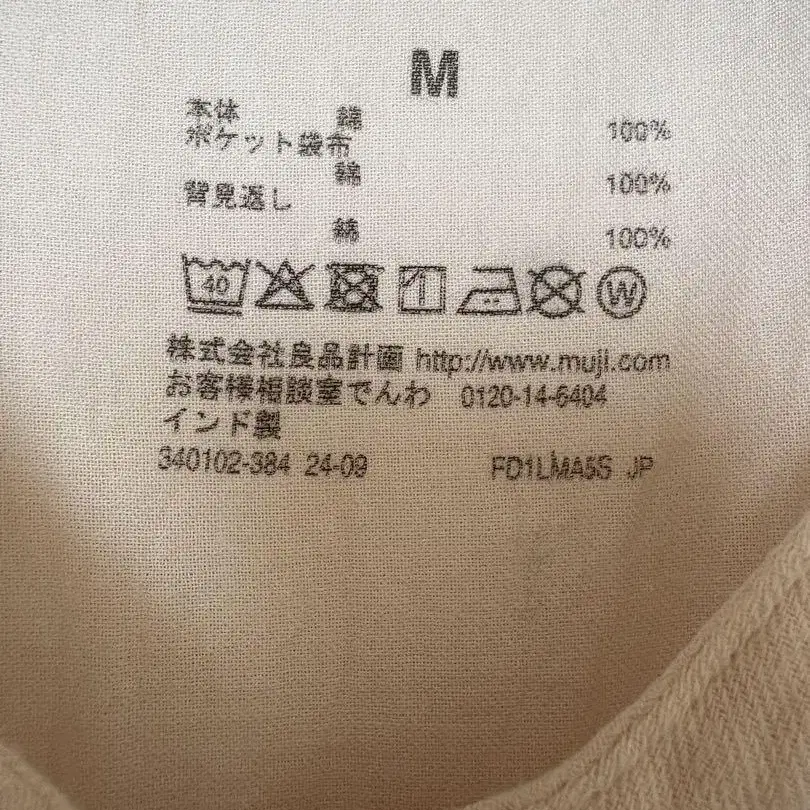 M
本体 綿 100%
ポケット袋布
綿 100%
背見返し
綿 100%
40 W
株式会社良品計画 http://www.muji.com
お客様相談室でんわ 0120-14-6404
インド製
340102-384 24-09 FD1LMA5S JP